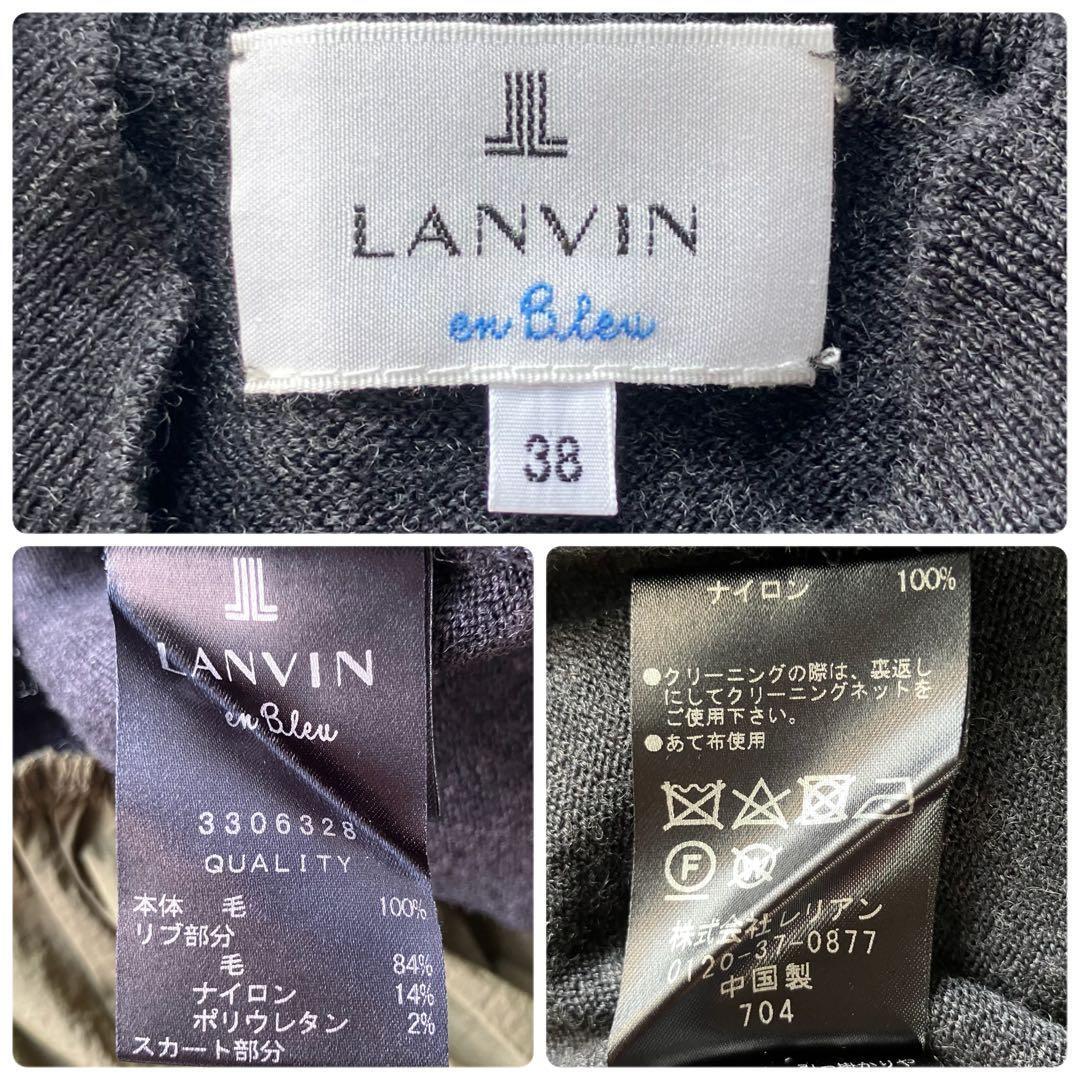 LANVIN
en Bleu
38
LANVIN
en Bleu
3306328
QUALITY
本体 毛 100%
リブ部分
毛 84%
ナイロン 14%
ポリウレタン 2%
スカート部分
ナイロン 100%
●クリーニングの際は、裏返し
にしてクリーニングネットを
ご使用下さい。
●あて布使用
F
W
株式会社レリアン
0120-37-0877
中国製
704